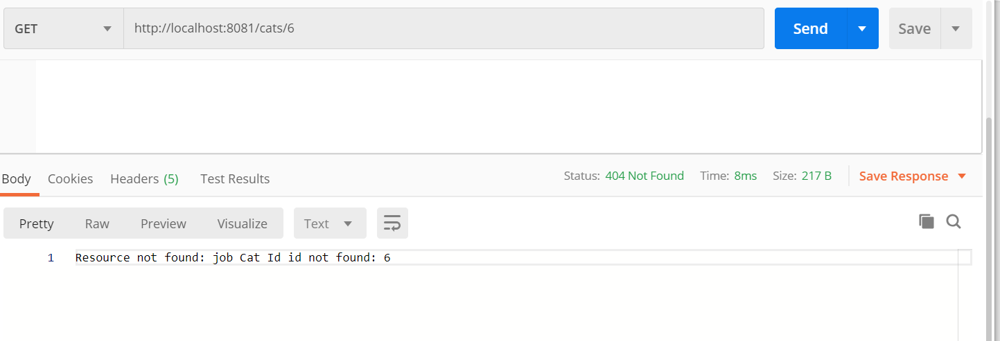 GET http://localhost:8081/cats/6 Send Save
Body Cookies Headers (5) Test Results Status: 404 Not Found Time: 8ms Size: 217 B Save Response
Pretty Raw Preview Visualize Text
1 Resource not found: job Cat Id id not found: 6